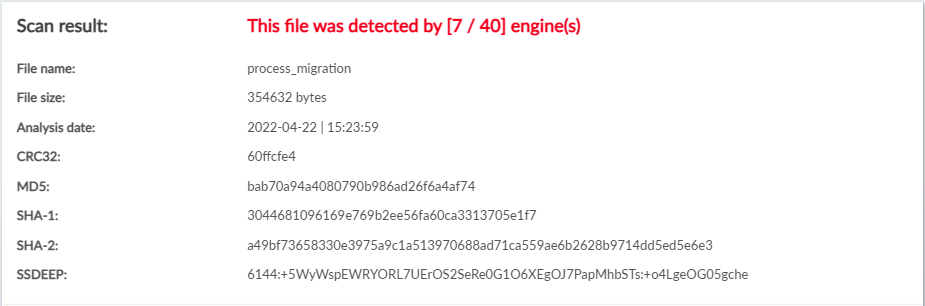 Scan result: This file was detected by [7 / 40] engine(s)
File name: process_migration
File size: 354632 bytes
Analysis date: 2022-04-22 | 15:23:59
CRC32: 60ffcfe4
MD5: bab70a94a4080790b986ad26f6a4af74
SHA-1: 3044681096169e769b2ee56fa60ca3313705e1f7
SHA-2: a49bf73658330e3975a9c1a513970688ad71ca559ae6b2628b9714dd5ed5e6e3
SSDEEP: 6144:+5WyWspEWRYORL7UErOS2SeRe0G1O6XEgOJ7PapMhbSTs:+o4LgeOG05gche